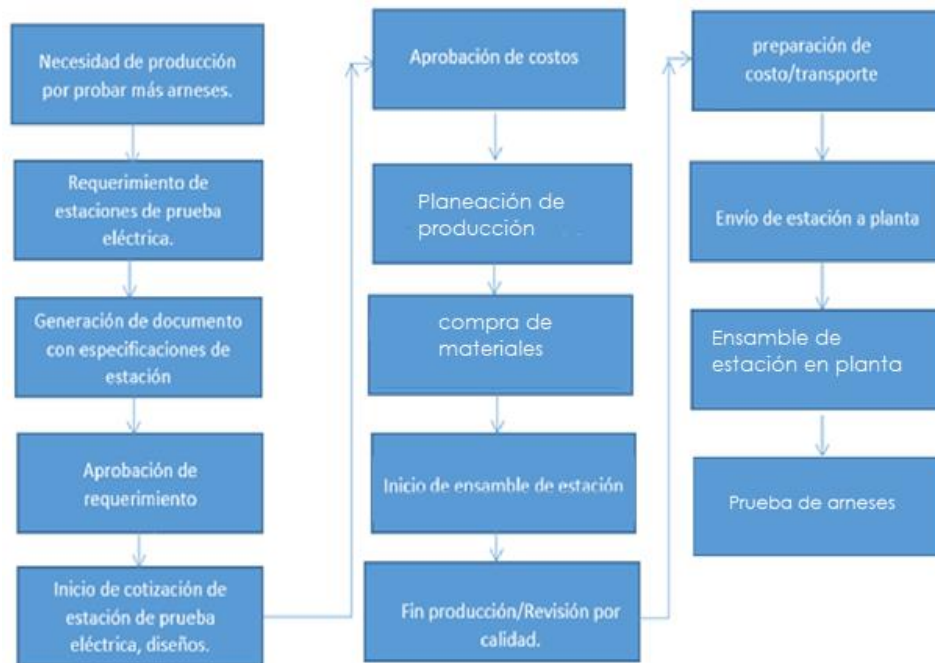 Necesidad de producción
por probar más arneses.
Requerimiento de
estaciones de prueba
eléctrica.
Generación de documento
con especificaciones de
estación
Aprobación de
requerimiento
Inicio de cotización de
estación de prueba
eléctrica, diseños.
Aprobación de costos
Planeación de
producción
compra de
materiales
Inicio de ensamble de estación
Fin producción/Revisión por
calidad.
preparación de
costo/transporte
Envío de estación a planta
Ensamble de
estación en planta
Prueba de arneses